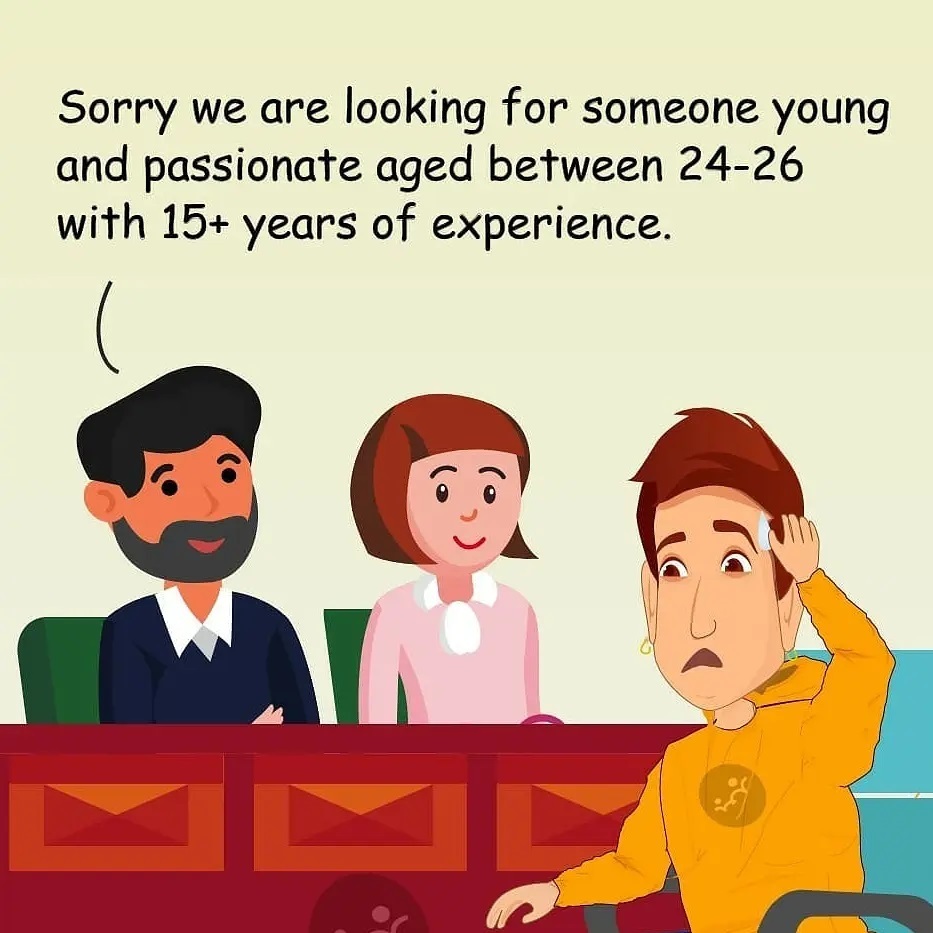 Sorry we are looking for someone young
and passionate aged between 24-26
with 15+ years of experience.